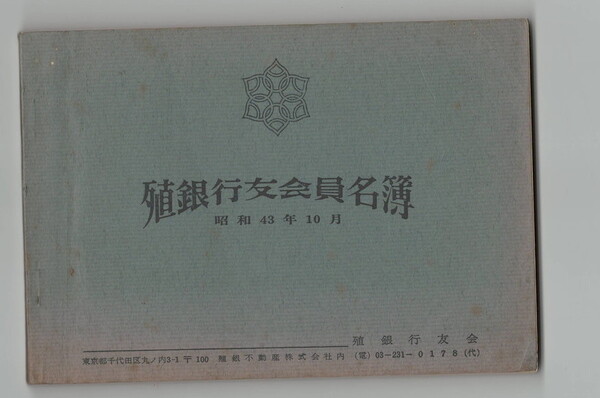 殖銀行友会員名簿
昭和43年10月
殖銀行友会
東京都千代田区丸ノ内3-1 〒100 殖銀不動産株式会社内 (電) 03-231-0178 (代)